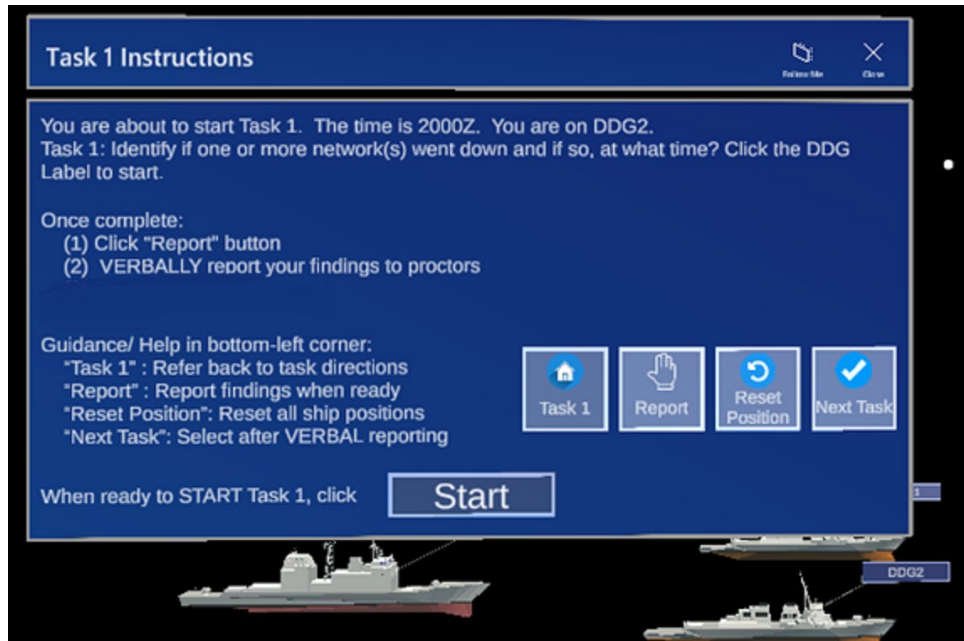 Task 1 Instructions
Follow Me
Close
You are about to start Task 1.  The time is 2000Z.  You are on DDG2.
Task 1: Identify if one or more network(s) went down and if so, at what time? Click the DDG
Label to start.
Once complete:
(1) Click "Report" button
(2)  VERBALLY report your findings to proctors
Guidance/ Help in bottom-left corner:
"Task 1" : Refer back to task directions
"Report" : Report findings when ready
"Reset Position": Reset all ship positions
"Next Task": Select after VERBAL reporting
Task 1
Report
Reset
Position
Next Task
When ready to START Task 1, click
Start
1
DDG2